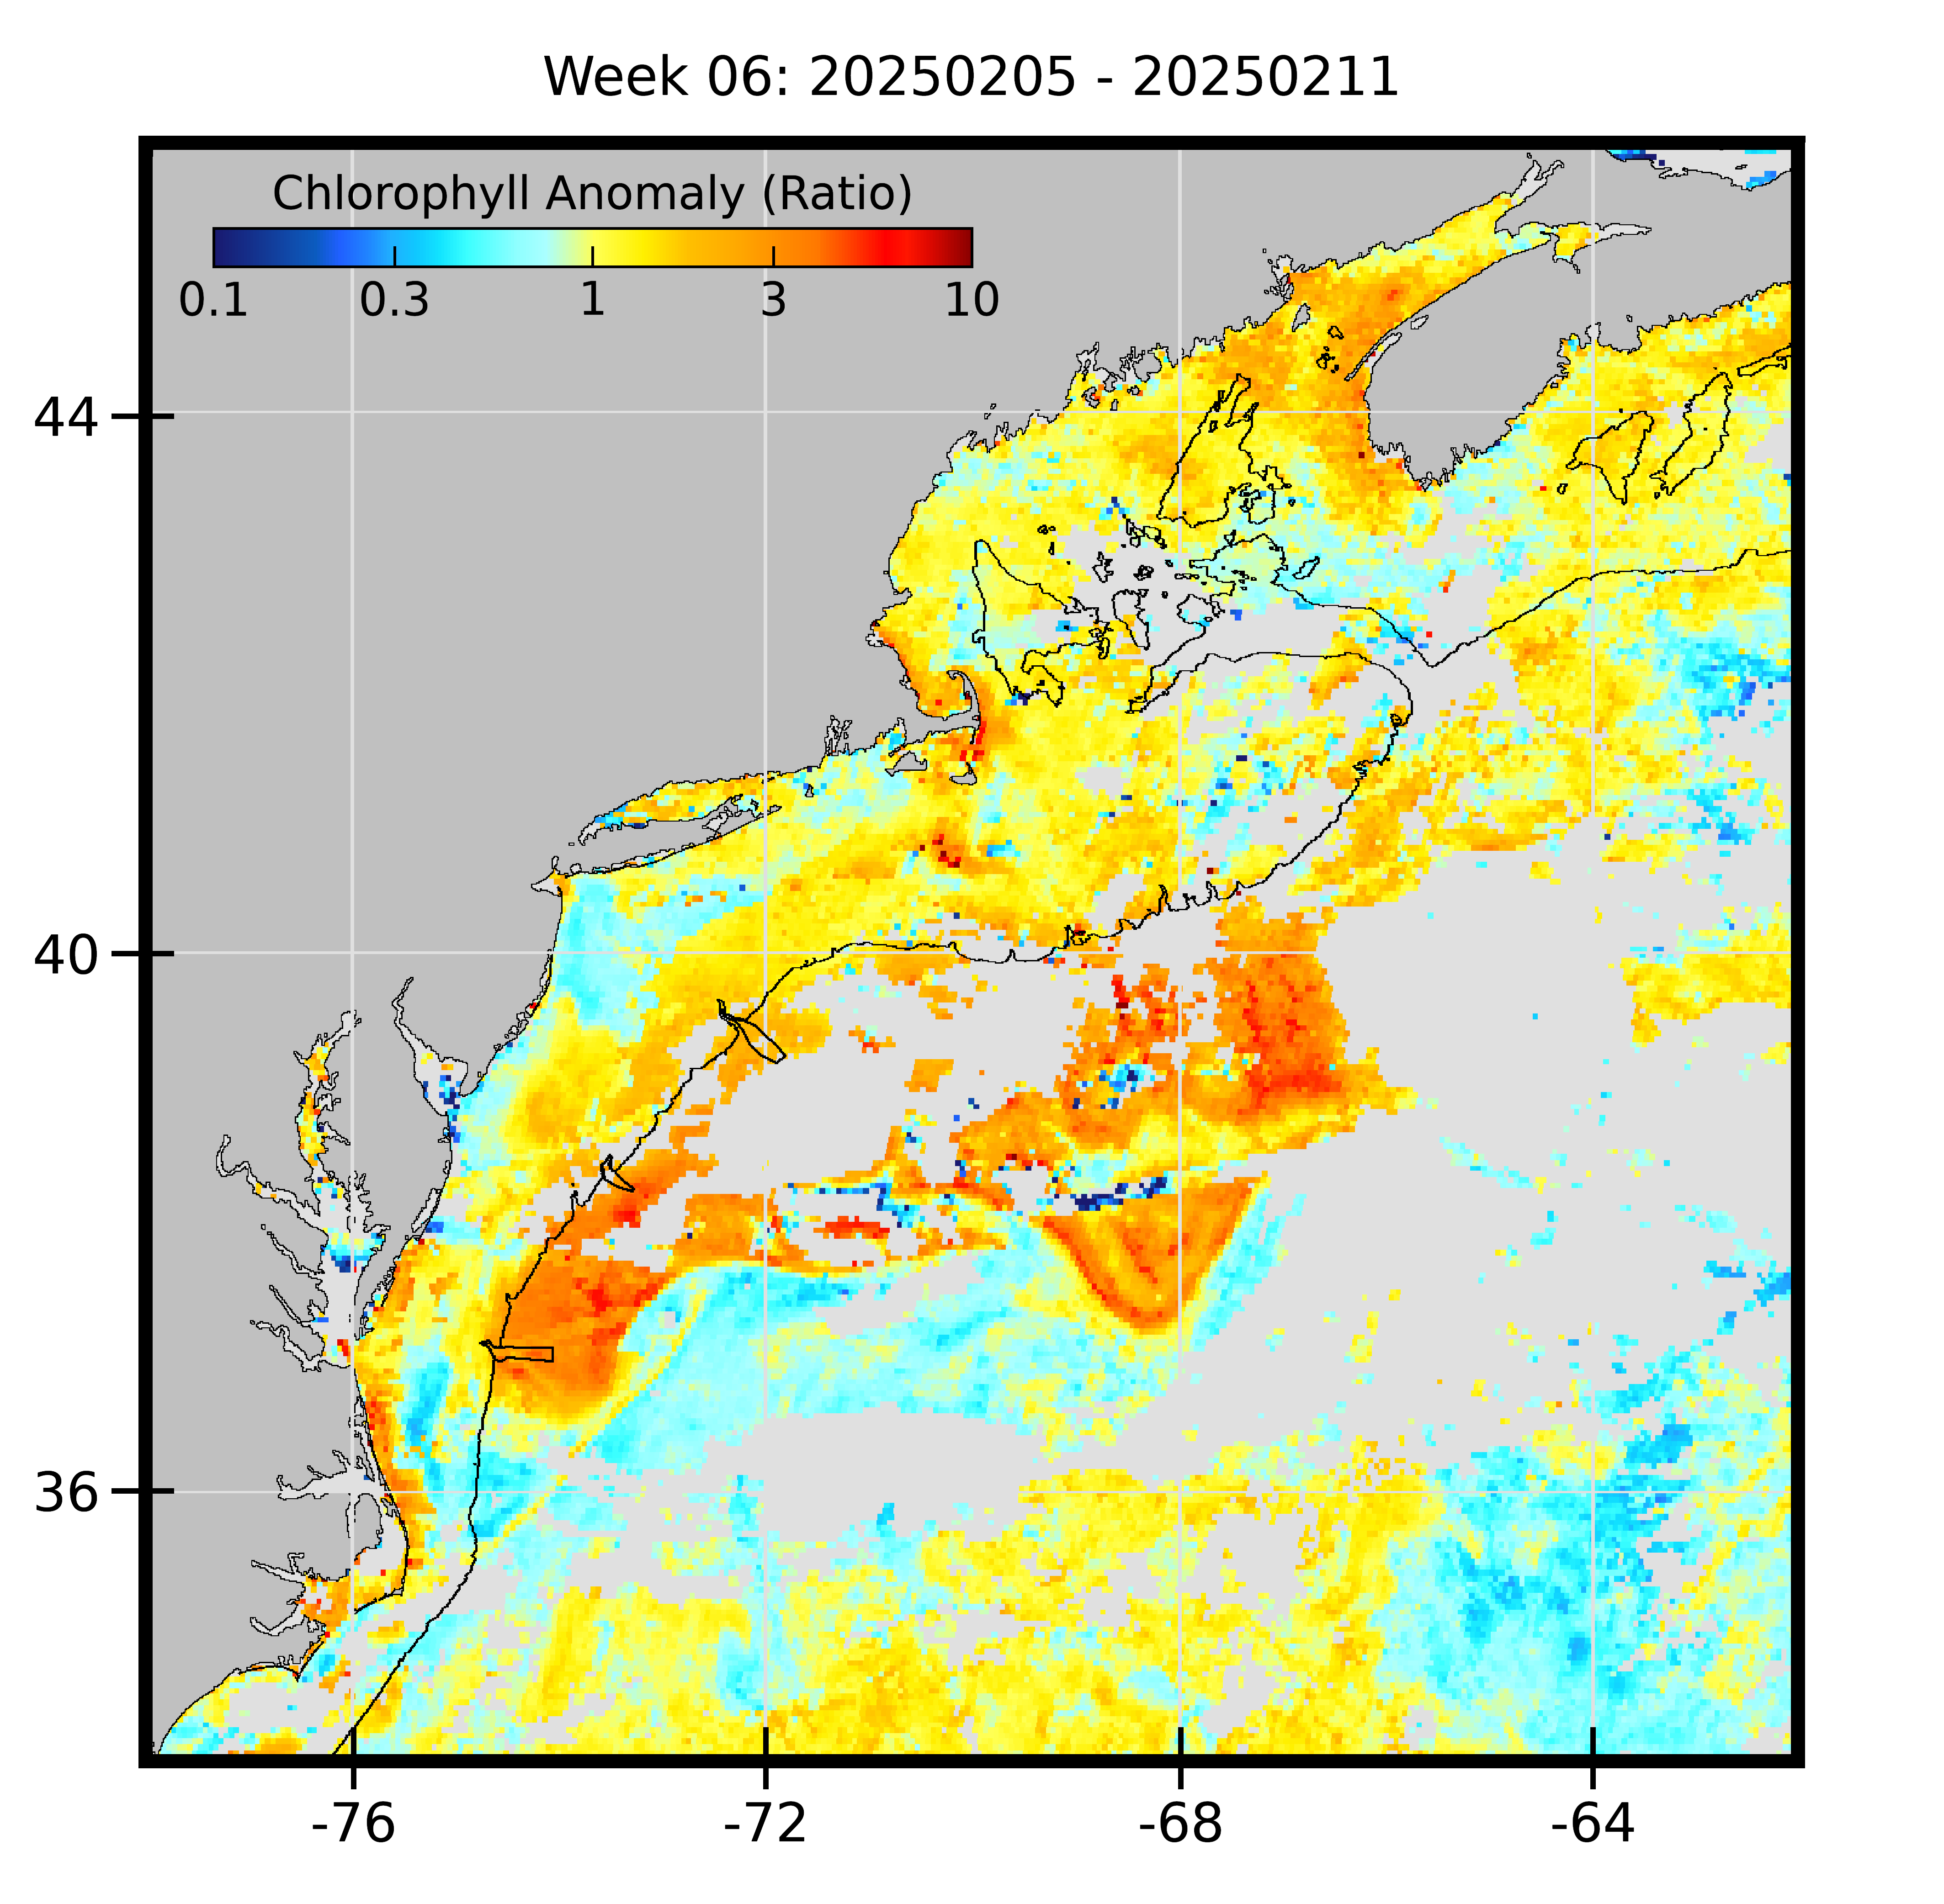 Week 06: 20250205 - 20250211
Chlorophyll Anomaly (Ratio)
0.1 0.3 1 3 10
44
40
36
-76 -72 -68 -64